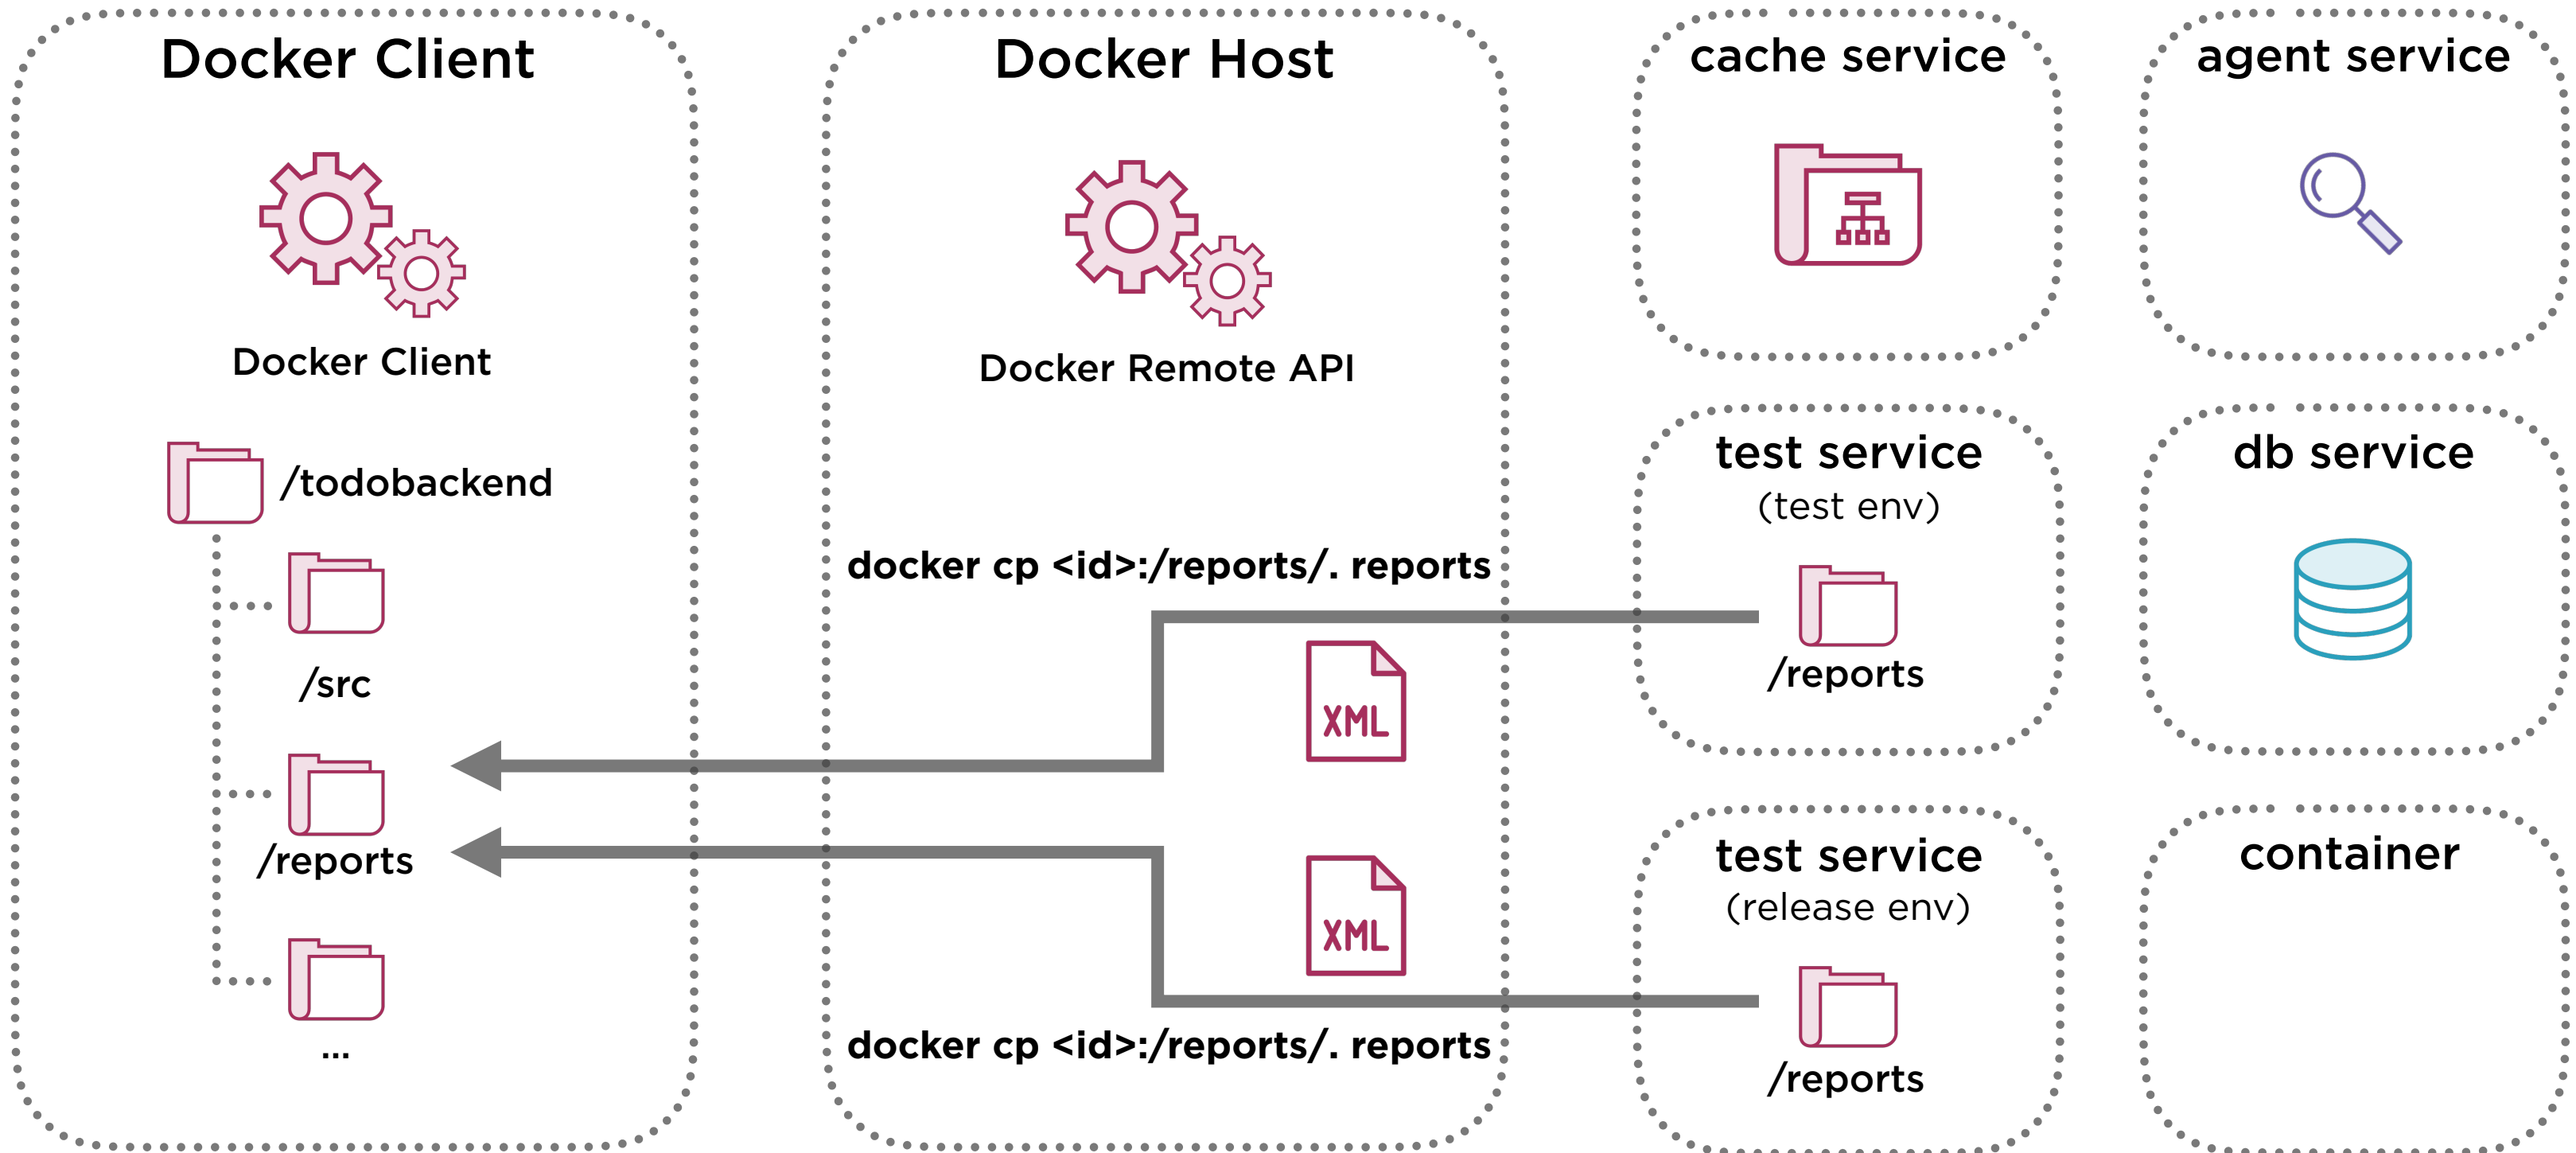 Docker Client
Docker Client
/todobackend
/src
/reports
...
Docker Host
Docker Remote API
docker cp <id>:/reports/. reports
XML
XML
docker cp <id>:/reports/. reports
cache service
agent service
test service
(test env)
/reports
db service
test service
(release env)
/reports
container